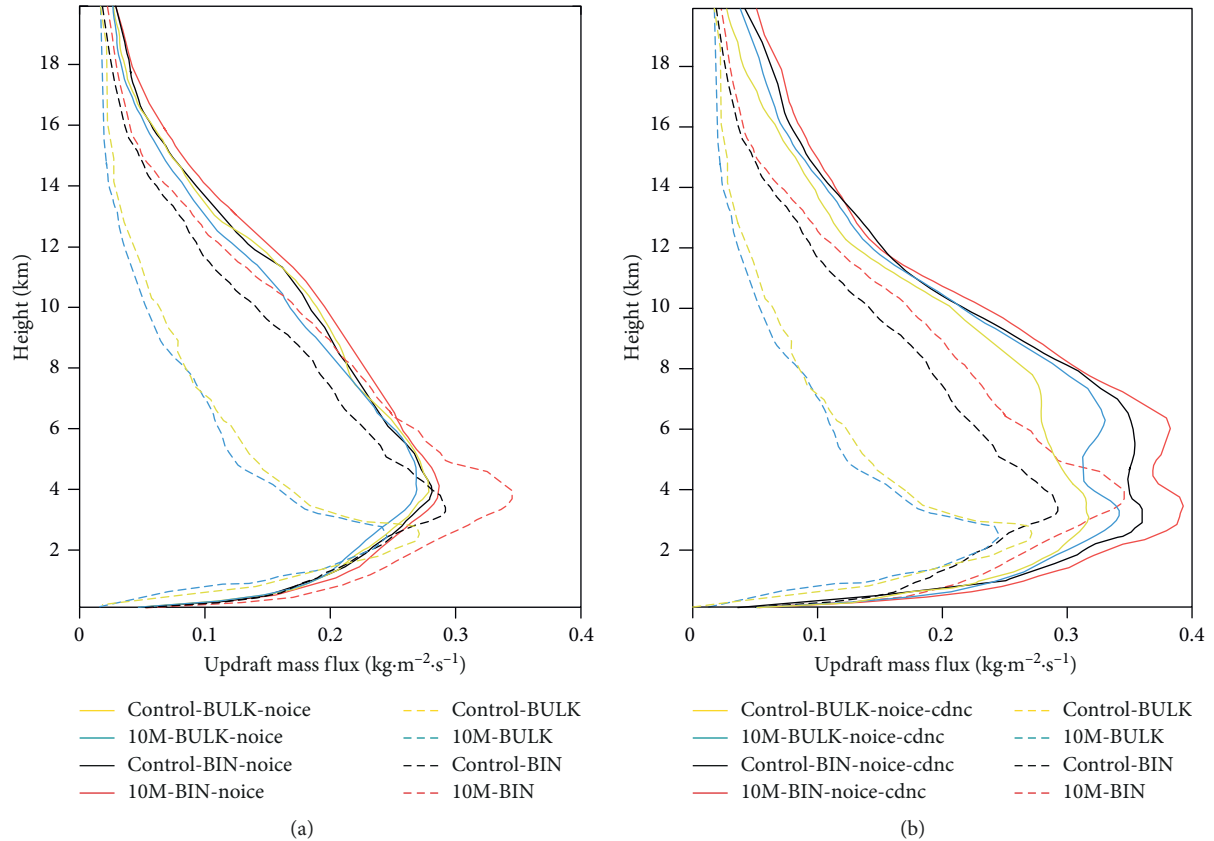 18
16
14
12
10
8
6
4
2
Height (km)
0 0.1 0.2 0.3 0.4
Updraft mass flux (kg·m−2·s−1)
Control-BULK-noice Control-BULK
10M-BULK-noice 10M-BULK
Control-BIN-noice Control-BIN
10M-BIN-noice 10M-BIN
(a)
18
16
14
12
10
8
6
4
2
Height (km)
0 0.1 0.2 0.3 0.4
Updraft mass flux (kg·m−2·s−1)
Control-BULK-noice-cdnc Control-BULK
10M-BULK-noice-cdnc 10M-BULK
Control-BIN-noice-cdnc Control-BIN
10M-BIN-noice-cdnc 10M-BIN
(b)